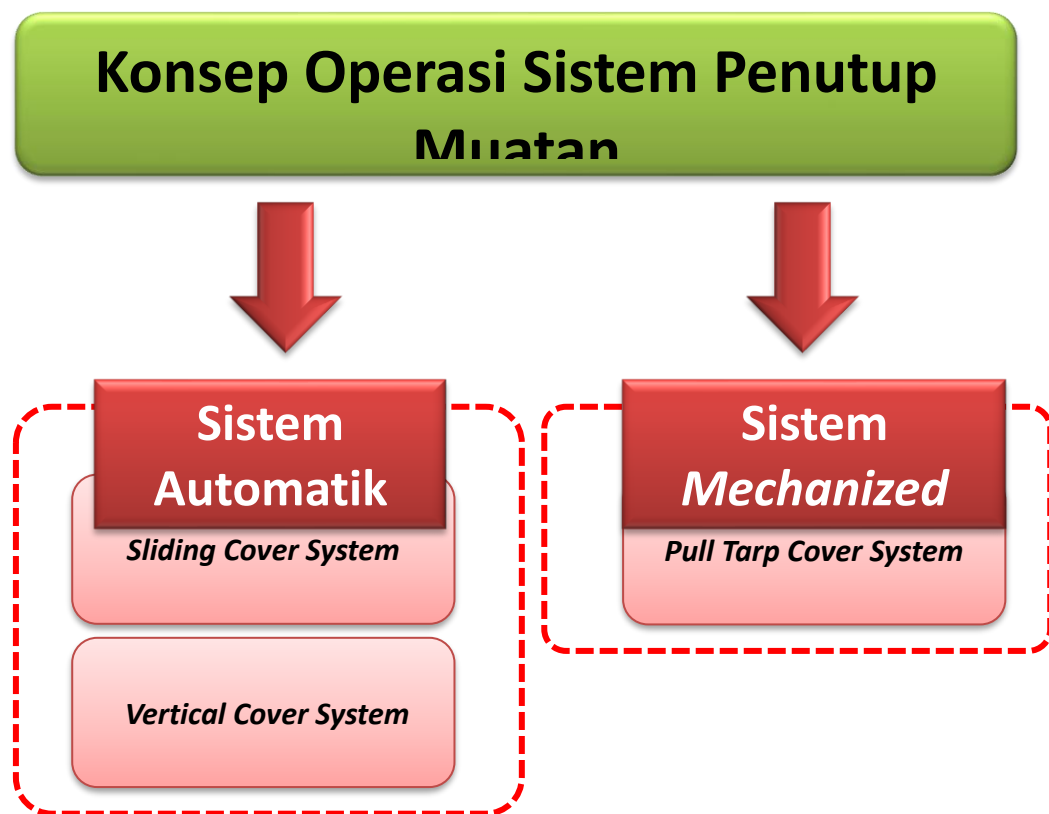 Konsep Operasi Sistem Penutup
Muatan
Sistem
Automatik
Sliding Cover System
Vertical Cover System
Sistem
Mechanized
Pull Tarp Cover System